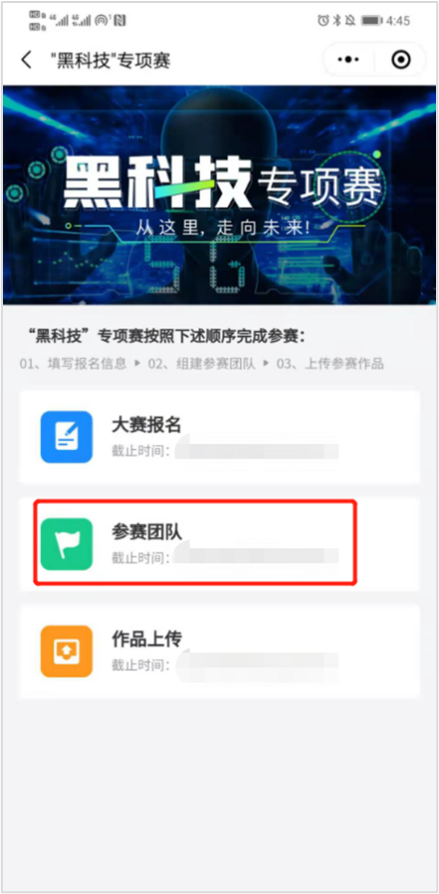 4:45
"黑科技"专项赛
黑科技专项赛
从这里,走向未来!
“黑科技”专项赛按照下述顺序完成参赛:
01、填写报名信息 ▸ 02、组建参赛团队 ▸ 03、上传参赛作品
大赛报名
截止时间:
参赛团队
截止时间:
作品上传
截止时间: